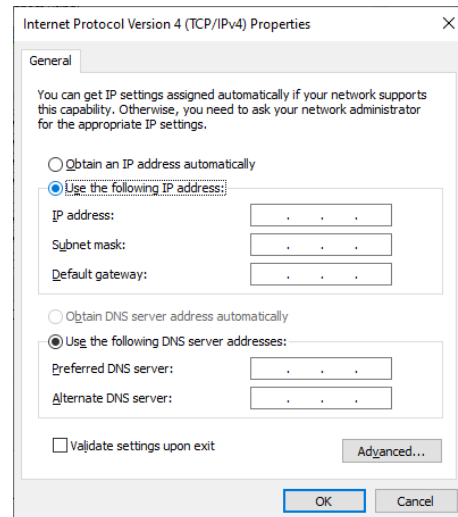 Internet Protocol Version 4 (TCP/IPv4) Properties
General
You can get IP settings assigned automatically if your network supports
this capability. Otherwise, you need to ask your network administrator
for the appropriate IP settings.
Obtain an IP address automatically
Use the following IP address:
IP address:
Subnet mask:
Default gateway:
Obtain DNS server address automatically
Use the following DNS server addresses:
Preferred DNS server:
Alternate DNS server:
Validate settings upon exit
Advanced...
OK Cancel